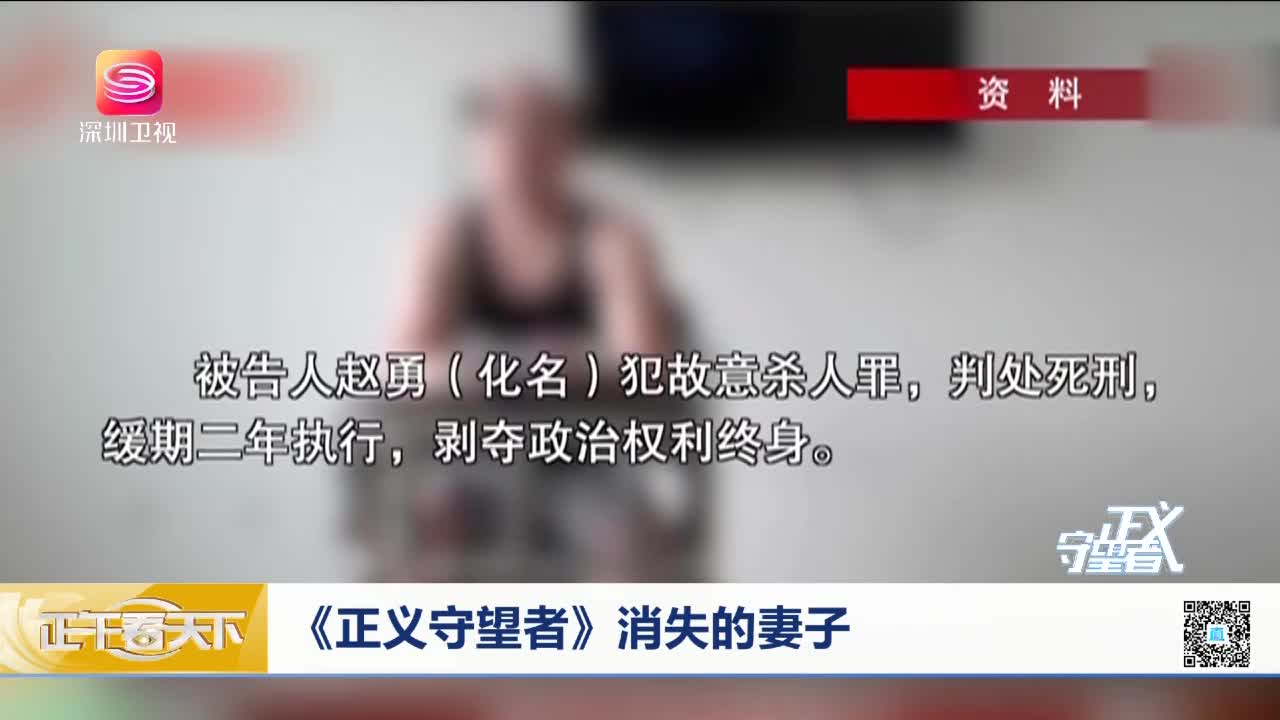 深圳卫视
资 料
被告人赵勇（化名）犯故意杀人罪，判处死刑，
缓期二年执行，剥夺政治权利终身。
正义
守望者
正午看天下
《正义守望者》消失的妻子